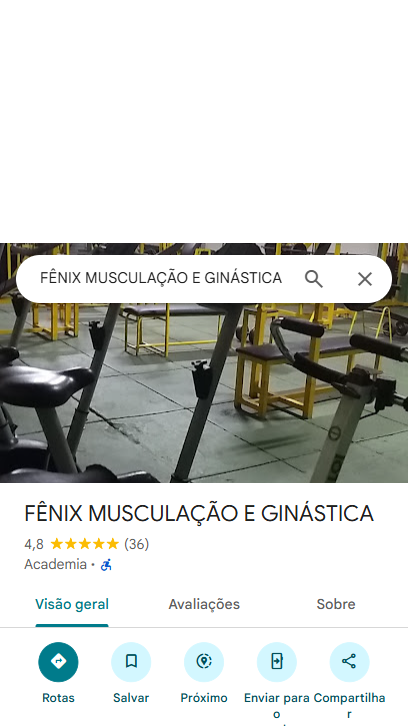 FÊNIX MUSCULAÇÃO E GINÁSTICA
FÊNIX MUSCULAÇÃO E GINÁSTICA
4,8 (36)
Academia ·
Visão geral Avaliações Sobre
Rotas Salvar Próximo Enviar para Compartilha
o r